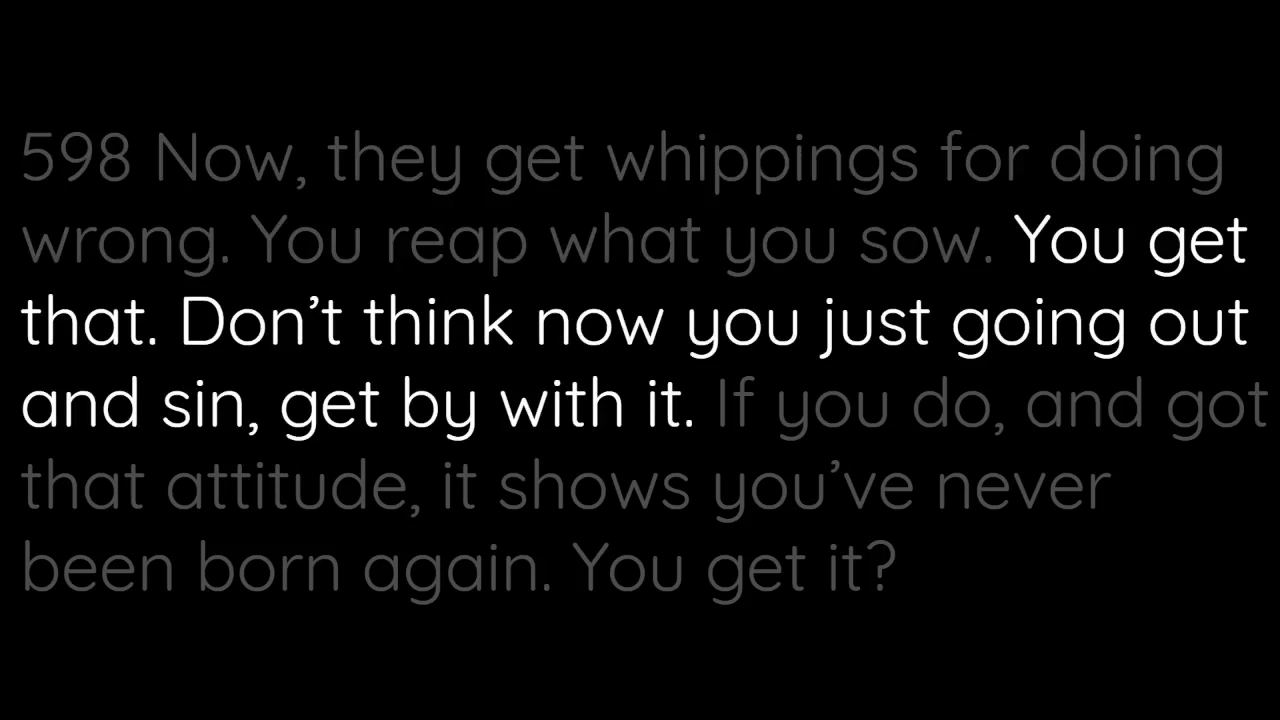 598 Now, they get whippings for doing
wrong. You reap what you sow. You get
that. Don’t think now you just going out
and sin, get by with it. If you do, and got
that attitude, it shows you’ve never
been born again. You get it?